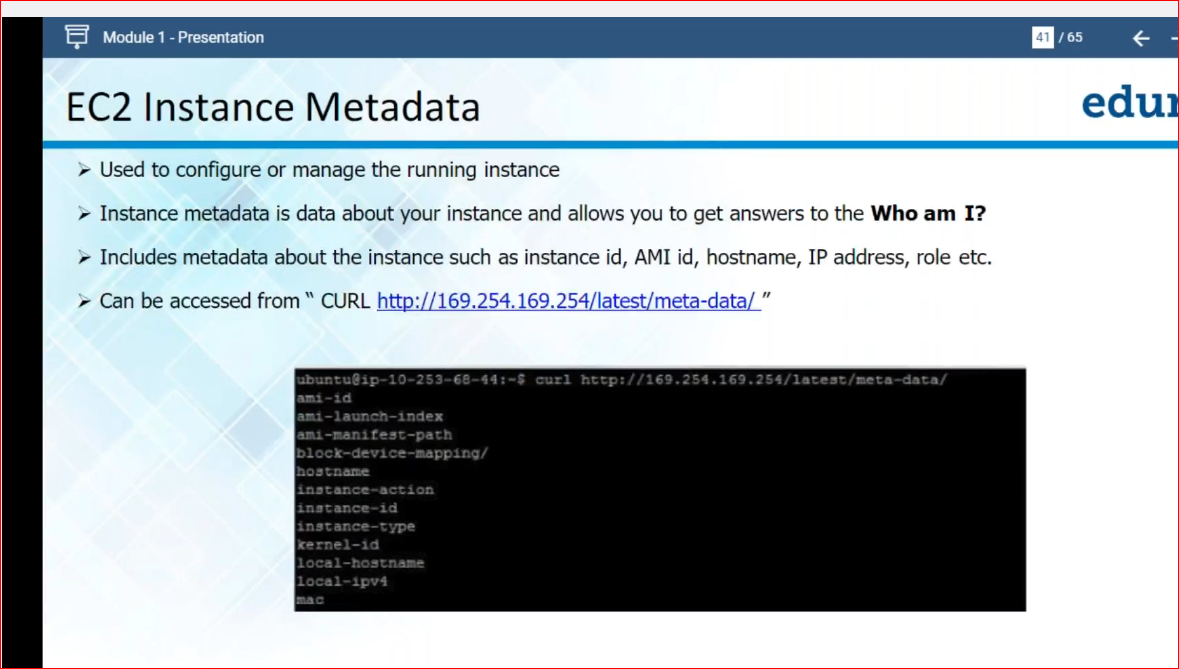 Module 1 - Presentation
41 / 65
EC2 Instance Metadata
➢ Used to configure or manage the running instance
➢ Instance metadata is data about your instance and allows you to get answers to the Who am I?
➢ Includes metadata about the instance such as instance id, AMI id, hostname, IP address, role etc.
➢ Can be accessed from “ CURL http://169.254.169.254/latest/meta-data/ ”
ubuntu@ip-10-253-68-44:~$ curl http://169.254.169.254/latest/meta-data/
ami-id
ami-launch-index
ami-manifest-path
block-device-mapping/
hostname
instance-action
instance-id
instance-type
kernel-id
local-hostname
local-ipv4
mac